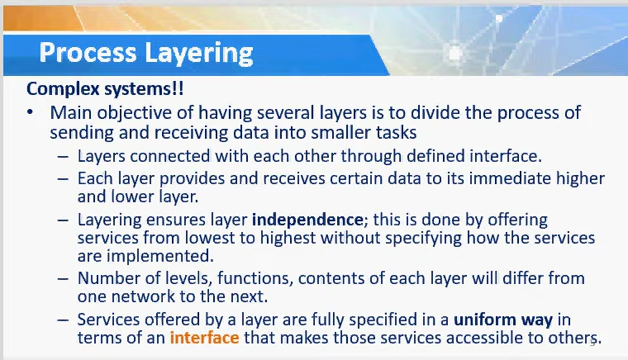 Process Layering
Complex systems!!
• Main objective of having several layers is to divide the process of
sending and receiving data into smaller tasks
– Layers connected with each other through defined interface.
– Each layer provides and receives certain data to its immediate higher
and lower layer.
– Layering ensures layer independence; this is done by offering
services from lowest to highest without specifying how the services
are implemented.
– Number of levels, functions, contents of each layer will differ from
one network to the next.
– Services offered by a layer are fully specified in a uniform way in
terms of an interface that makes those services accessible to others.